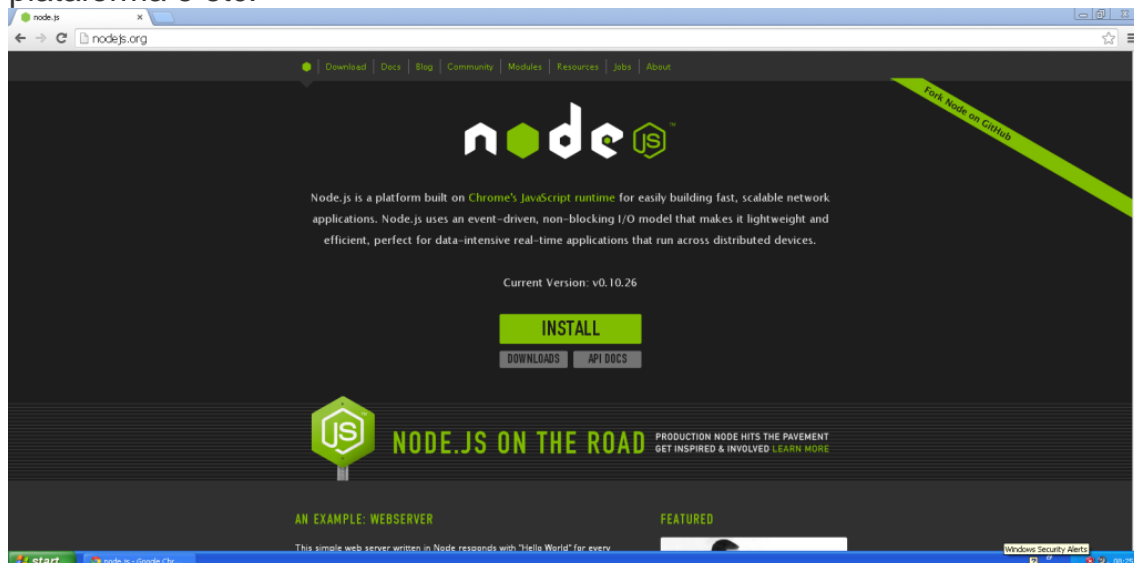 plataforma e etc.
node.js
nodejs.org
Download Docs Blog Community Modules Resources Jobs About
Fork Node on GitHub
node JS ™
Node.js is a platform built on Chrome's JavaScript runtime for easily building fast, scalable network
applications. Node.js uses an event-driven, non-blocking I/O model that makes it lightweight and
efficient, perfect for data-intensive real-time applications that run across distributed devices.
Current Version: v0.10.26
INSTALL
DOWNLOADS API DOCS
JS
NODE.JS ON THE ROAD
PRODUCTION NODE HITS THE PAVEMENT
GET INSPIRED & INVOLVED LEARN MORE
AN EXAMPLE: WEBSERVER
This simple web server written in Node responds with "Hello World" for every
FEATURED
Windows Security Alerts
start
node.js - Google Chr...
08:25